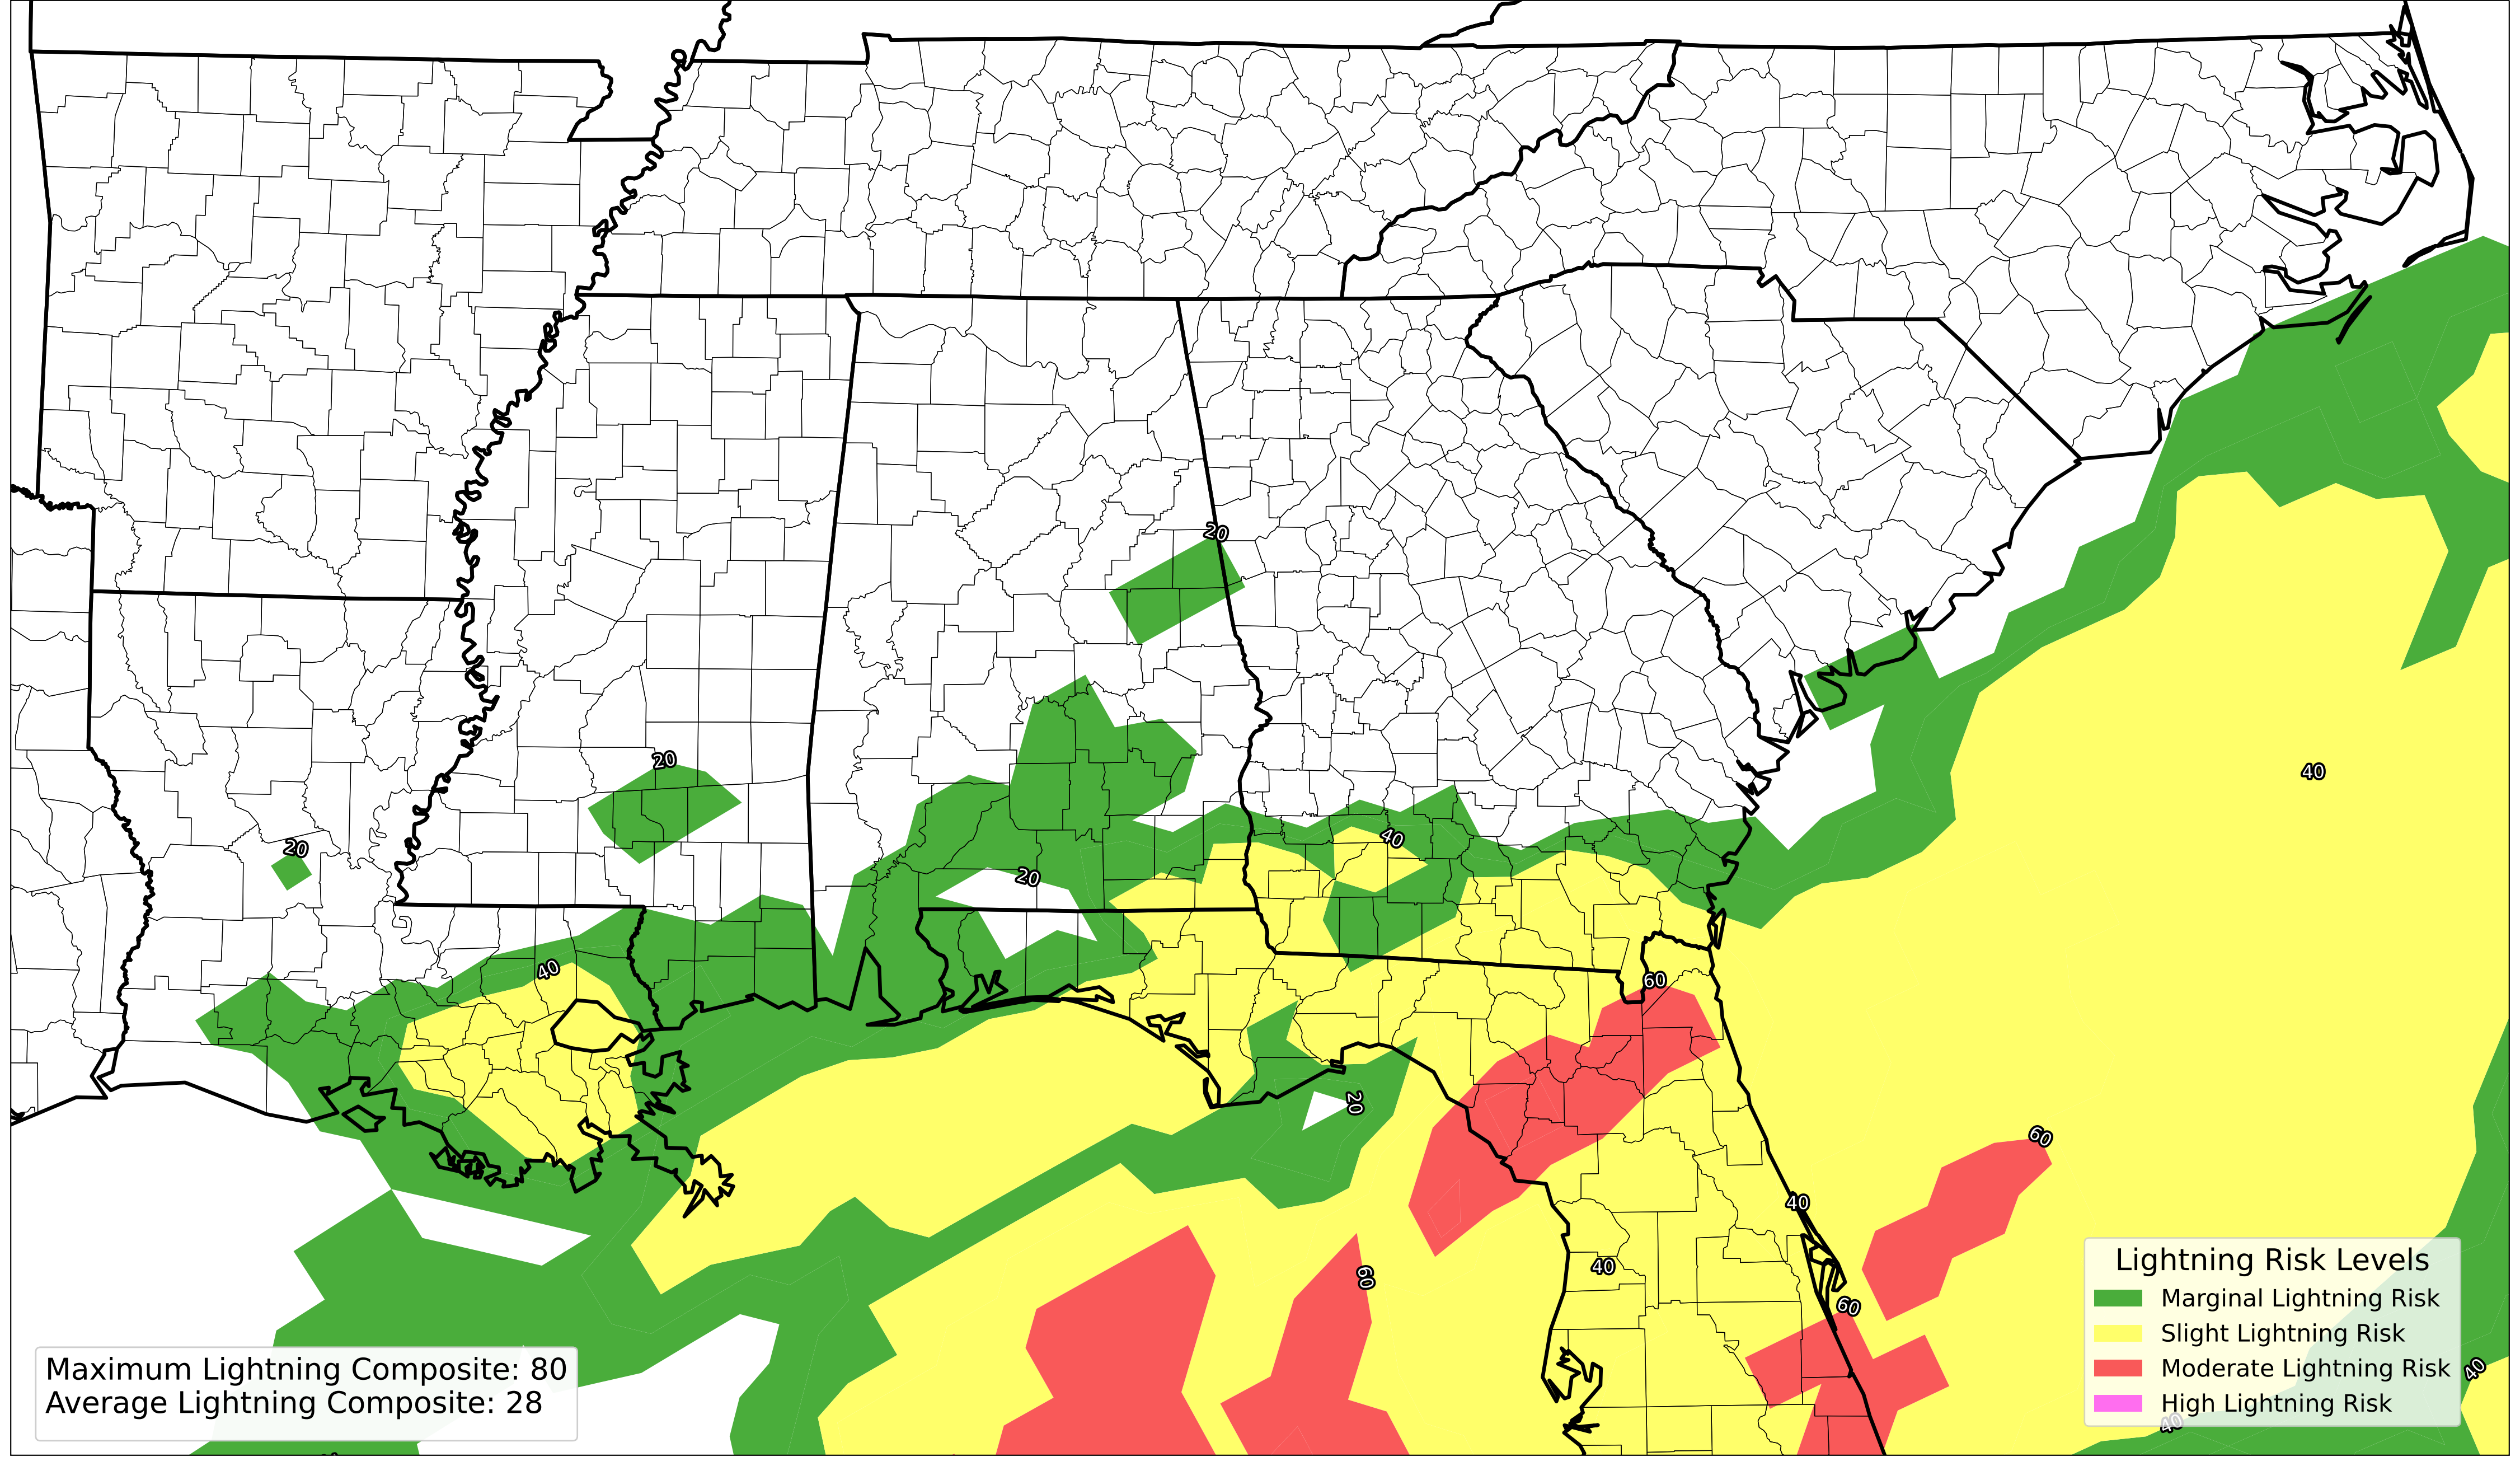 20
20
20
40
20
40
40
60
20
60
40
40
60
60
40
40
Maximum Lightning Composite: 80
Average Lightning Composite: 28
Lightning Risk Levels
Marginal Lightning Risk
Slight Lightning Risk
Moderate Lightning Risk
High Lightning Risk